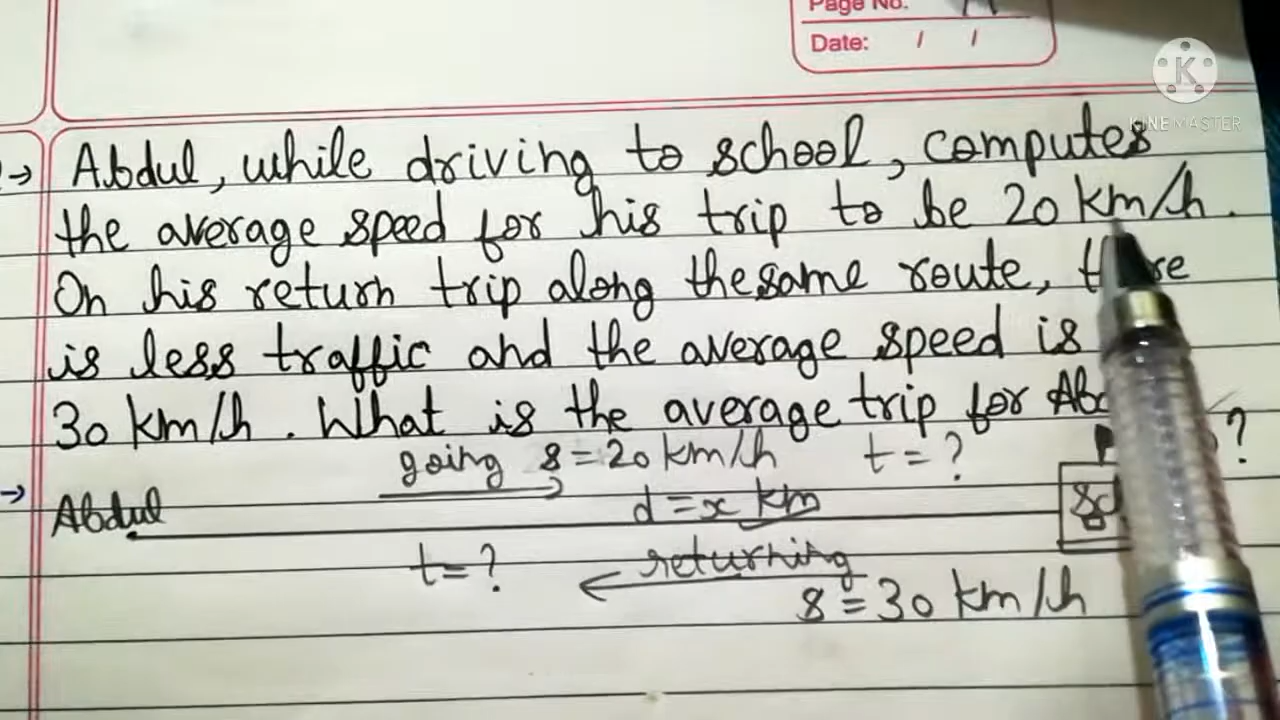 Page No.
Date: / /
KINEMASTER
Abdul, while driving to school, computes
the average speed for his trip to be 20 km/h.
On his return trip along the same route,
is less traffic and the average speed is
30 km/h. What is the average trip for
?
going s = 20 km/h t = ?
Abdul d = x km
t = ? returning
s = 30 km/h